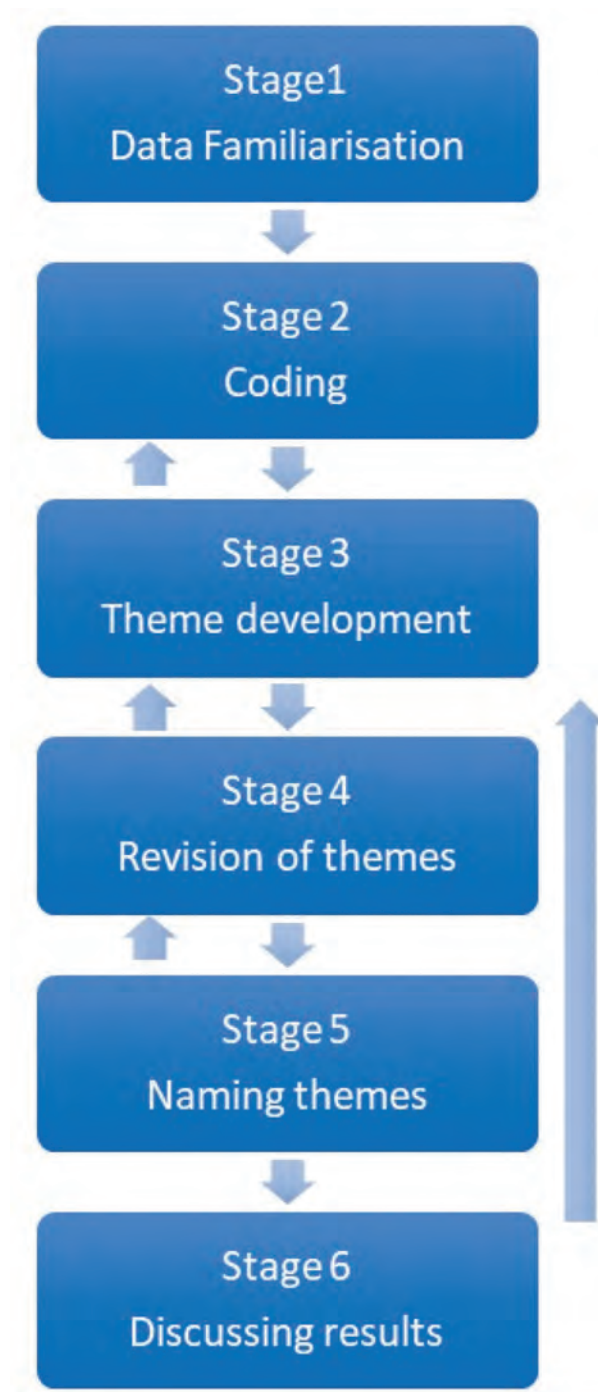 Stage1
Data Familiarisation
Stage 2
Coding
Stage 3
Theme development
Stage 4
Revision of themes
Stage 5
Naming themes
Stage 6
Discussing results